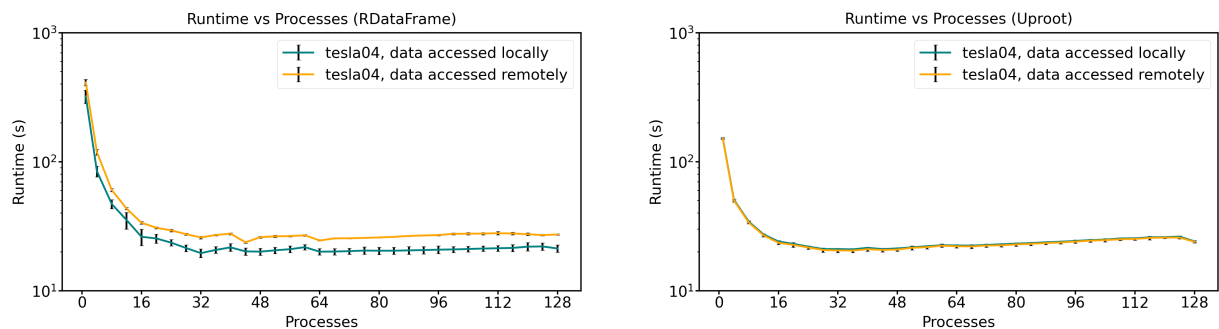 Runtime vs Processes (RDataFrame)
10³
10²
10¹
Runtime (s)
tesla04, data accessed locally
tesla04, data accessed remotely
0 16 32 48 64 80 96 112 128
Processes
Runtime vs Processes (Uproot)
10³
10²
10¹
Runtime (s)
tesla04, data accessed locally
tesla04, data accessed remotely
0 16 32 48 64 80 96 112 128
Processes